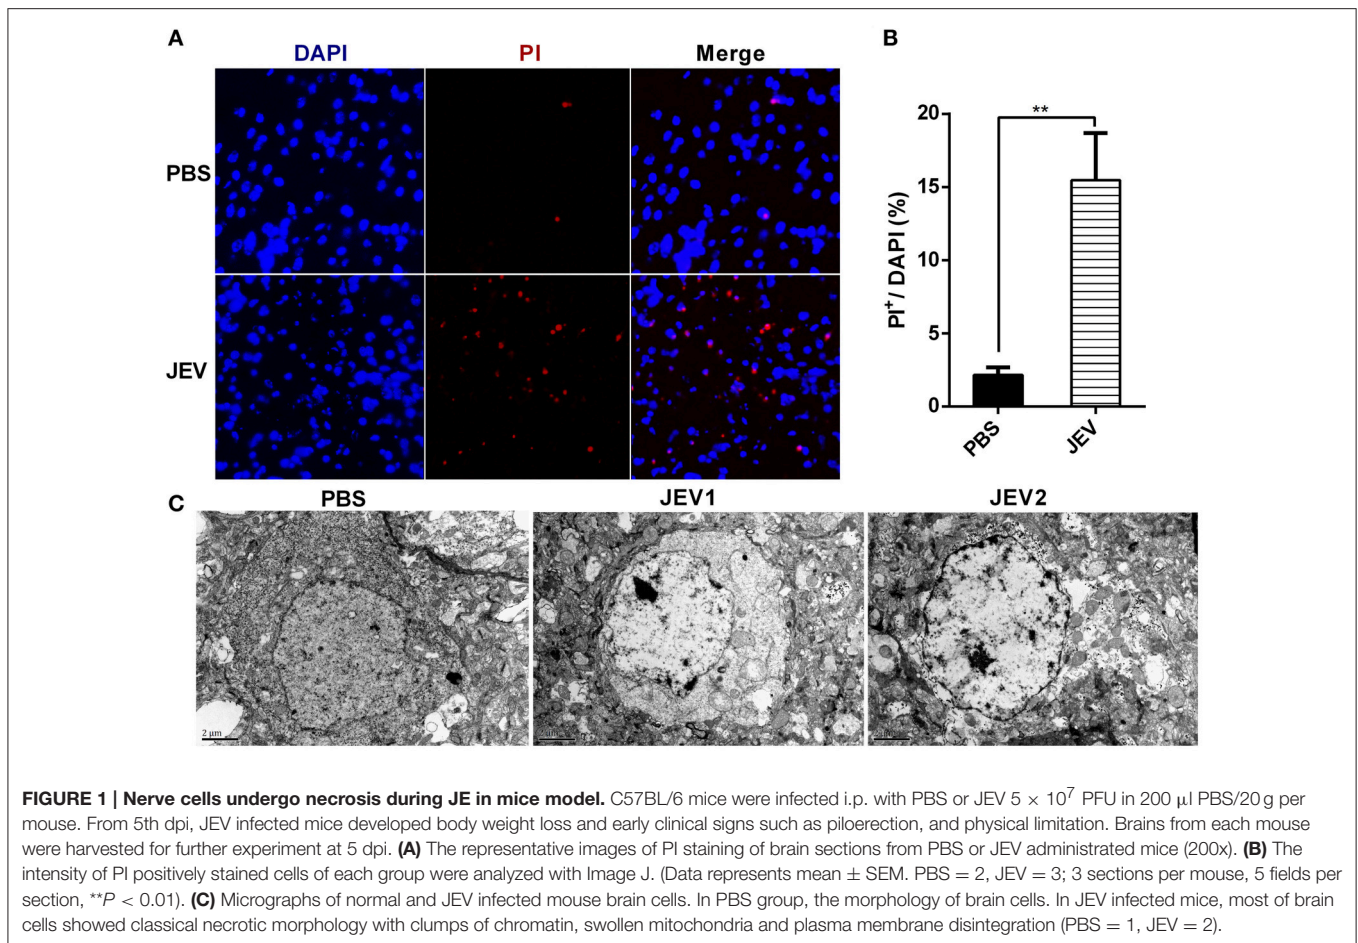 A
B
DAPI
PI
Merge
PBS
JEV
20
15
10
5
0
**
PI⁺/ DAPI (%)
PBS
JEV
C
PBS
JEV1
JEV2
2 μm
FIGURE 1 | Nerve cells undergo necrosis during JE in mice model. C57BL/6 mice were infected i.p. with PBS or JEV 5 × 10⁷ PFU in 200 μl PBS/20 g per
mouse. From 5th dpi, JEV infected mice developed body weight loss and early clinical signs such as piloerection, and physical limitation. Brains from each mouse
were harvested for further experiment at 5 dpi. (A) The representative images of PI staining of brain sections from PBS or JEV administrated mice (200x). (B) The
intensity of PI positively stained cells of each group were analyzed with Image J. (Data represents mean ± SEM. PBS = 2, JEV = 3; 3 sections per mouse, 5 fields per
section, **P < 0.01). (C) Micrographs of normal and JEV infected mouse brain cells. In PBS group, the morphology of brain cells. In JEV infected mice, most of brain
cells showed classical necrotic morphology with clumps of chromatin, swollen mitochondria and plasma membrane disintegration (PBS = 1, JEV = 2).